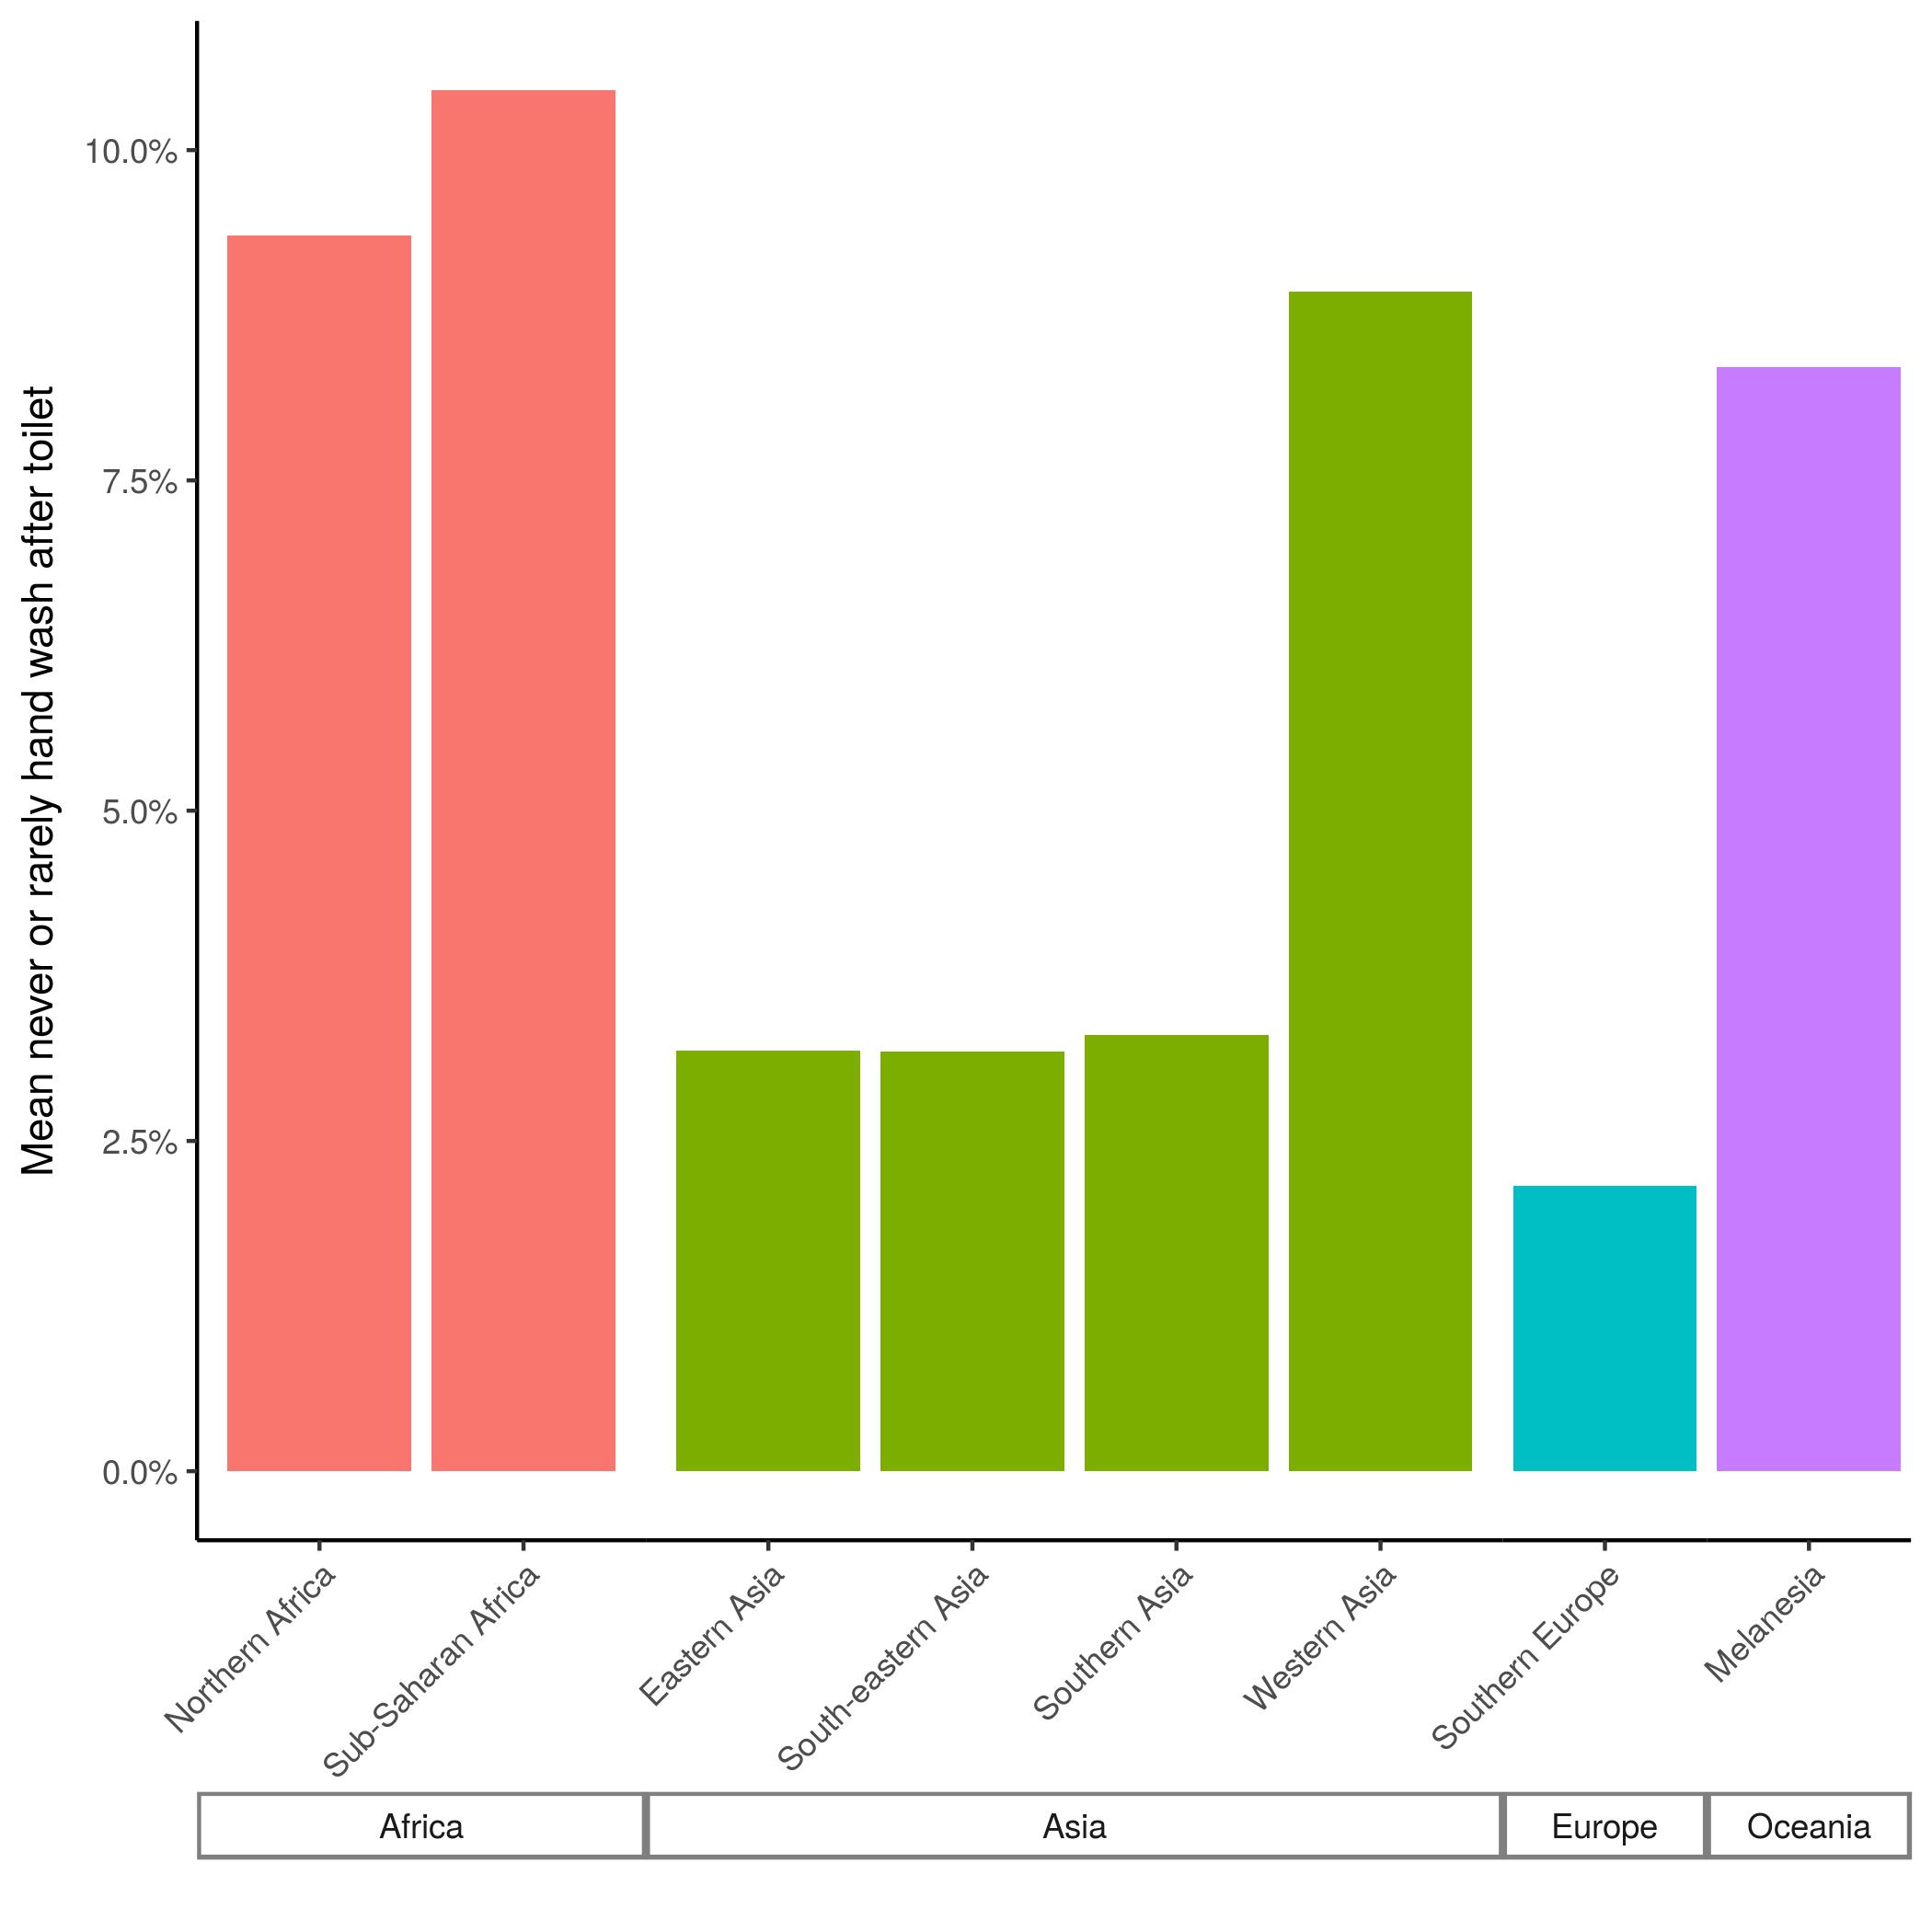 Mean never or rarely hand wash after toilet
10.0%
7.5%
5.0%
2.5%
0.0%
Northern Africa
Sub-Saharan Africa
Eastern Asia
South-eastern Asia
Southern Asia
Western Asia
Southern Europe
Melanesia
Africa
Asia
Europe
Oceania